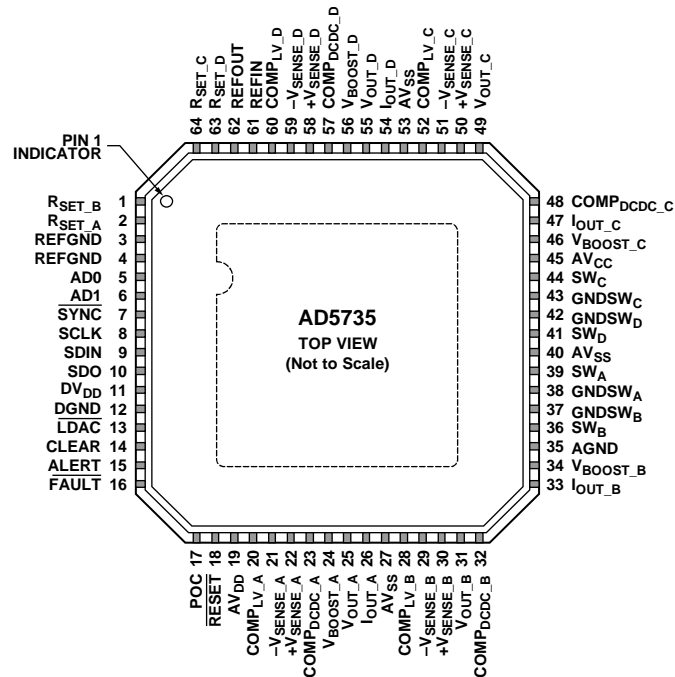 64 R_SET_C
63 R_SET_D
62 REFOUT
61 REFIN
60 COMP_LV_D
59 –V_SENSE_D
58 +V_SENSE_D
57 COMP_DCDC_D
56 V_BOOST_D
55 V_OUT_D
54 I_OUT_D
53 AV_SS
52 COMP_LV_C
51 –V_SENSE_C
50 +V_SENSE_C
49 V_OUT_C
PIN 1
INDICATOR
R_SET_B 1
R_SET_A 2
REFGND 3
REFGND 4
AD0 5
AD1 6
SYNC 7
SCLK 8
SDIN 9
SDO 10
DV_DD 11
DGND 12
LDAC 13
CLEAR 14
ALERT 15
FAULT 16
AD5735
TOP VIEW
(Not to Scale)
48 COMP_DCDC_C
47 I_OUT_C
46 V_BOOST_C
45 AV_CC
44 SW_C
43 GNDSW_C
42 GNDSW_D
41 SW_D
40 AV_SS
39 SW_A
38 GNDSW_A
37 GNDSW_B
36 SW_B
35 AGND
34 V_BOOST_B
33 I_OUT_B
POC 17
RESET 18
AV_DD 19
COMP_LV_A 20
–V_SENSE_A 21
+V_SENSE_A 22
COMP_DCDC_A 23
V_BOOST_A 24
V_OUT_A 25
I_OUT_A 26
AV_SS 27
COMP_LV_B 28
–V_SENSE_B 29
+V_SENSE_B 30
V_OUT_B 31
COMP_DCDC_B 32